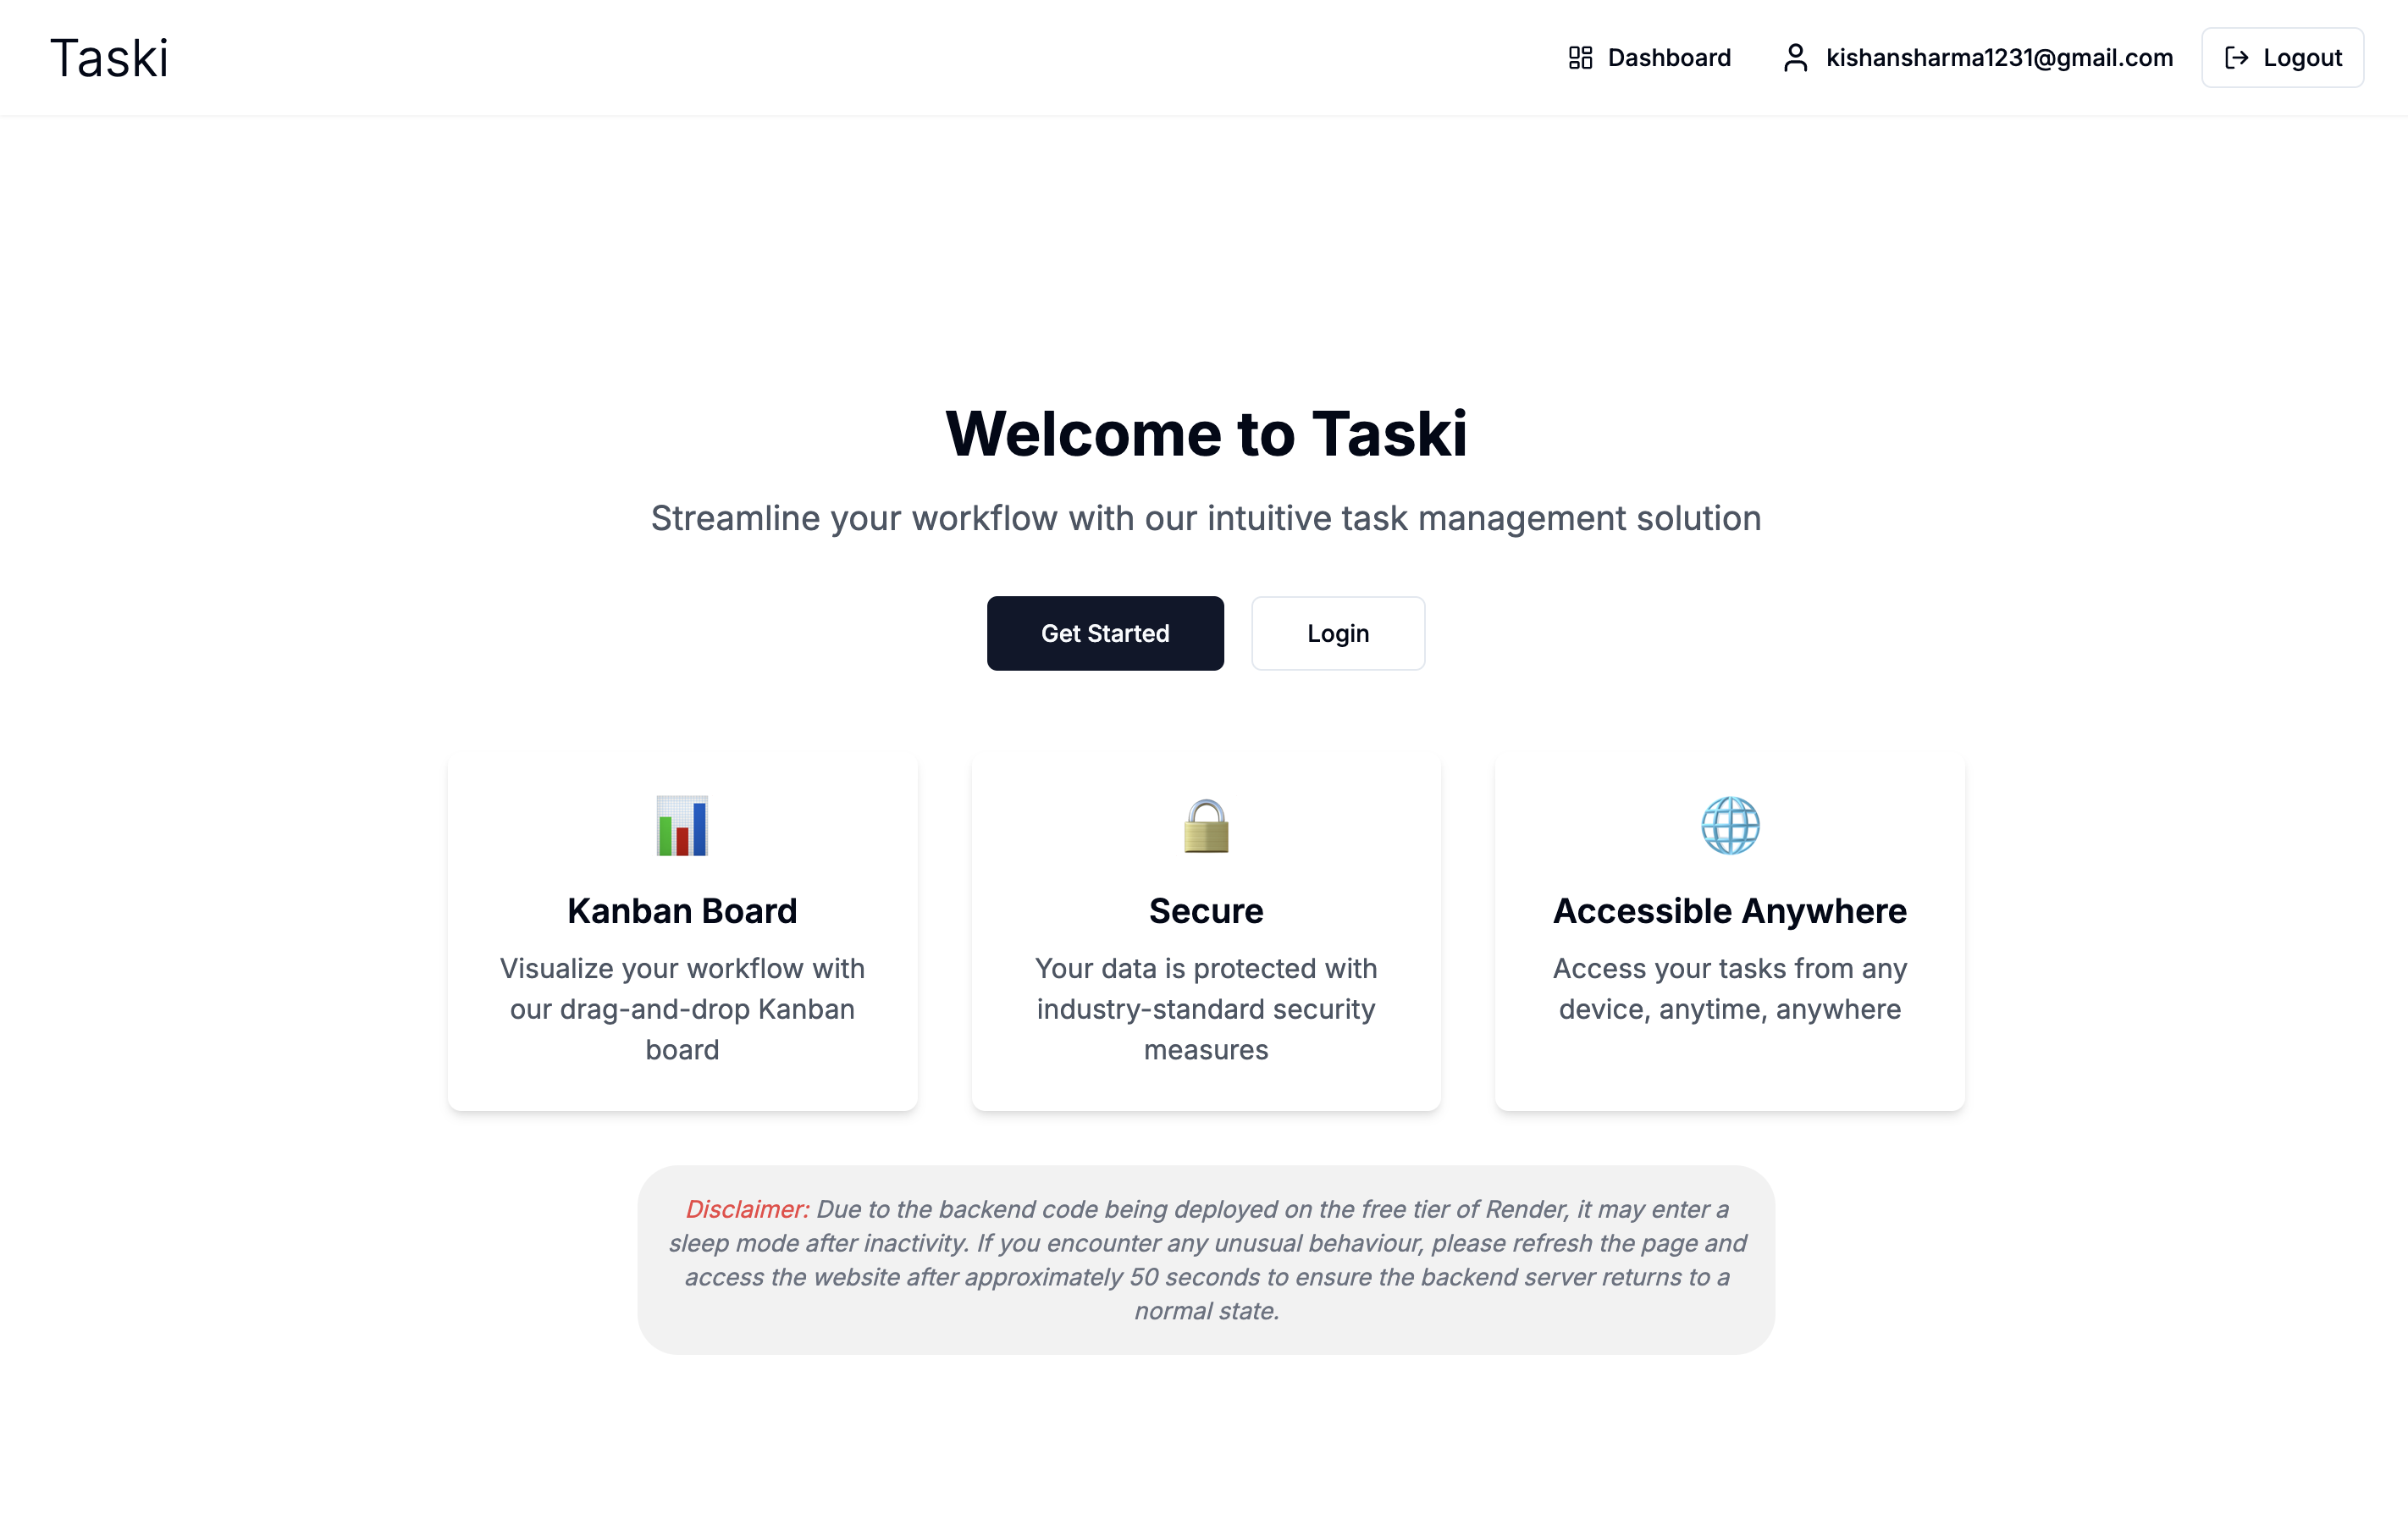 Taski
Dashboard
kishansharma1231@gmail.com
Logout
Welcome to Taski
Streamline your workflow with our intuitive task management solution
Get Started
Login
Kanban Board
Visualize your workflow with
our drag-and-drop Kanban
board
Secure
Your data is protected with
industry-standard security
measures
Accessible Anywhere
Access your tasks from any
device, anytime, anywhere
Disclaimer: Due to the backend code being deployed on the free tier of Render, it may enter a
sleep mode after inactivity. If you encounter any unusual behaviour, please refresh the page and
access the website after approximately 50 seconds to ensure the backend server returns to a
normal state.